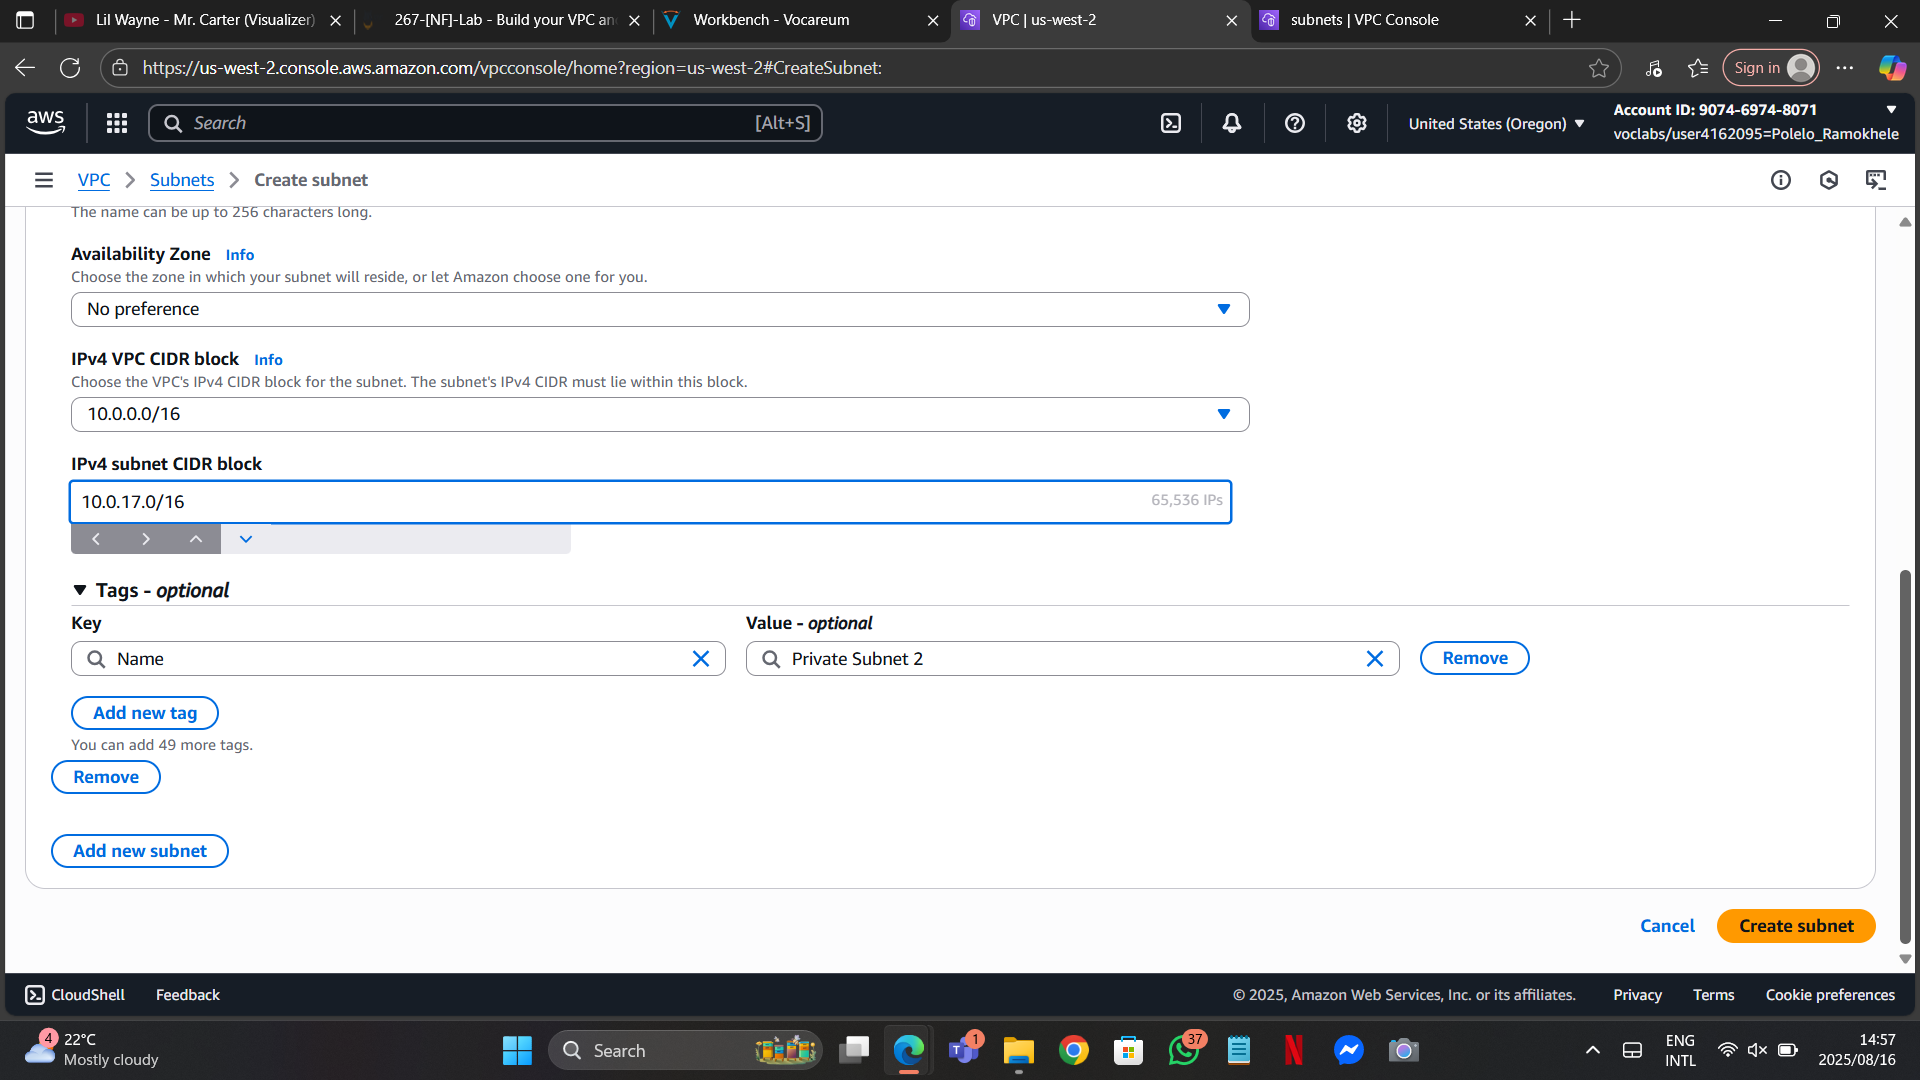 Lil Wayne - Mr. Carter (Visualizer)
267-[NF]-Lab - Build your VPC an
Workbench - Vocareum
VPC | us-west-2
subnets | VPC Console
https://us-west-2.console.aws.amazon.com/vpcconsole/home?region=us-west-2#CreateSubnet:
Sign in
aws
Search
[Alt+S]
United States (Oregon)
Account ID: 9074-6974-8071
voclabs/user4162095=Polelo_Ramokhele
VPC
Subnets
Create subnet
The name can be up to 256 characters long.
Availability Zone Info
Choose the zone in which your subnet will reside, or let Amazon choose one for you.
No preference
IPv4 VPC CIDR block Info
Choose the VPC's IPv4 CIDR block for the subnet. The subnet's IPv4 CIDR must lie within this block.
10.0.0.0/16
IPv4 subnet CIDR block
10.0.17.0/16
65,536 IPs
Tags - optional
Key
Value - optional
Name
Private Subnet 2
Remove
Add new tag
You can add 49 more tags.
Remove
Add new subnet
Cancel
Create subnet
CloudShell
Feedback
© 2025, Amazon Web Services, Inc. or its affiliates.
Privacy
Terms
Cookie preferences
4
22°C
Mostly cloudy
Search
1
37
ENG
INTL
14:57
2025/08/16